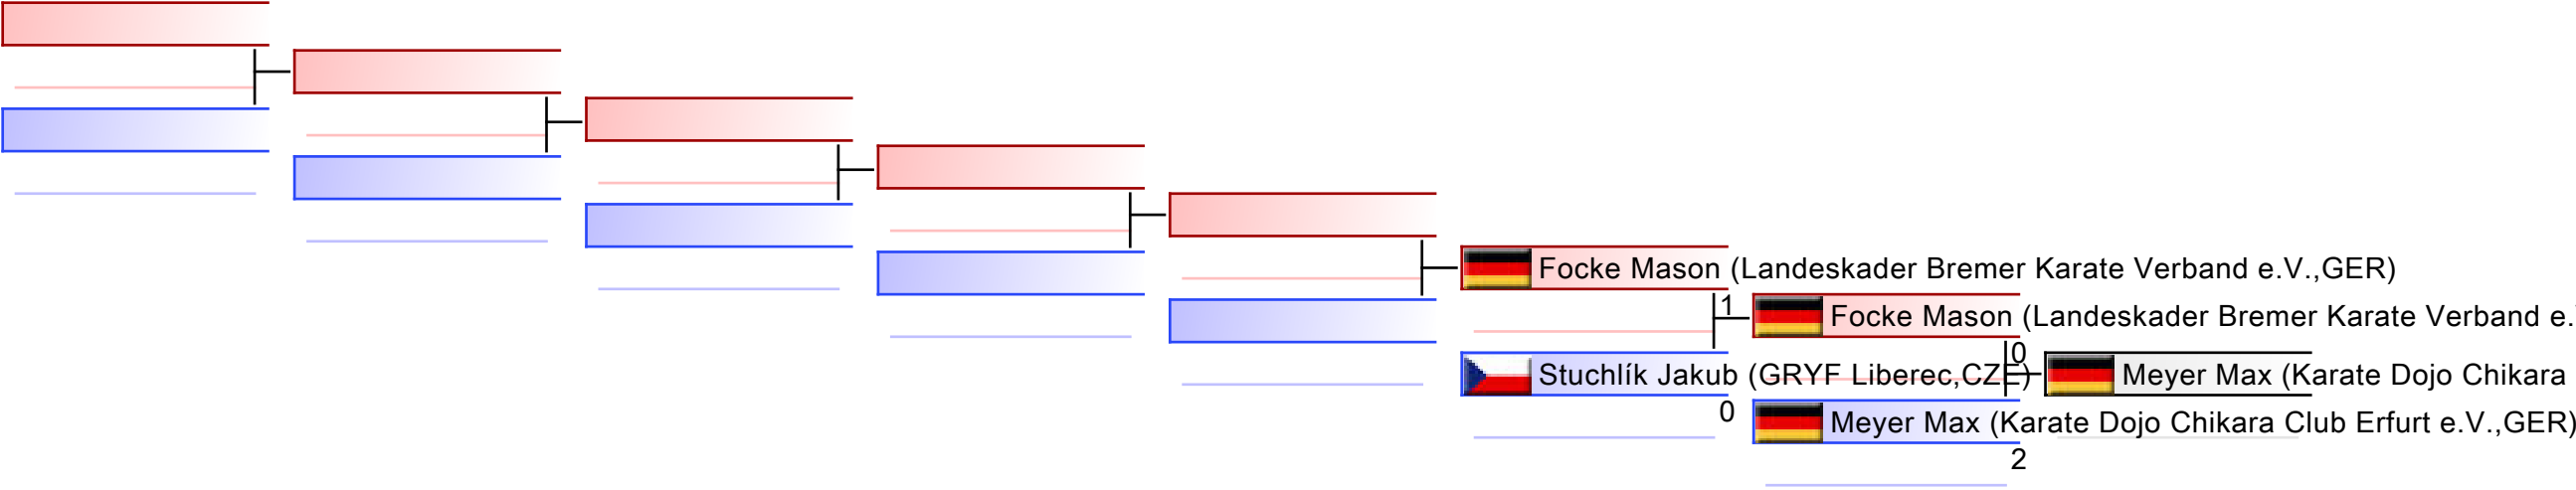 Focke Mason (Landeskader Bremer Karate Verband e.V.,GER)
1
Focke Mason (Landeskader Bremer Karate Verband e.
0
Stuchlík Jakub (GRYF Liberec,CZE)
Meyer Max (Karate Dojo Chikara
0
Meyer Max (Karate Dojo Chikara Club Erfurt e.V.,GER)
2